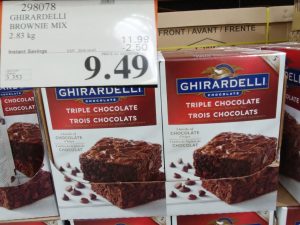 298078
GHIRARDELLI
BROWNIE MIX
2.83 kg
11.99
Instant Savings
2.50
9.49
FRONT / AVANT / FRENTE
GHIRARDELLI
CHOCOLATE
TRIPLE CHOCOLATE
TROIS CHOCOLATS
CHOCOLATE
GHIRARDELLI
CHOCOLATE
TRIPLE CHOCOLATE
TROIS CHOCOLATS
CHOCOLATE